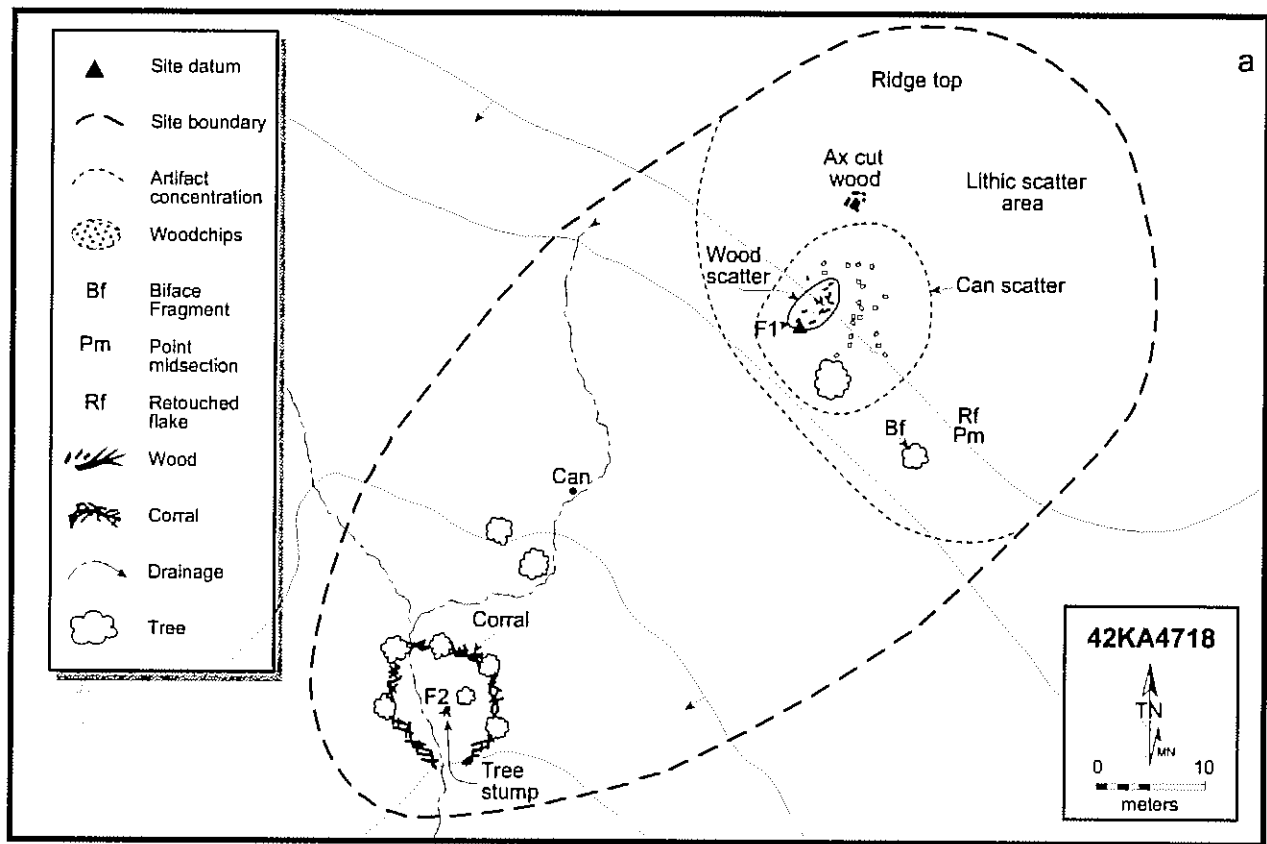 Site datum
Site boundary
Artifact
concentration
Woodchips
Bf
Biface
Fragment
Pm
Point
midsection
Rf
Retouched
flake
Wood
Corral
Drainage
Tree
a
Ridge top
Ax cut
wood
Lithic scatter
area
Wood
scatter
Can scatter
F1
Rf
Pm
Bf
Can
Corral
F2
Tree
stump
42KA4718
TN
MN
0 10
meters